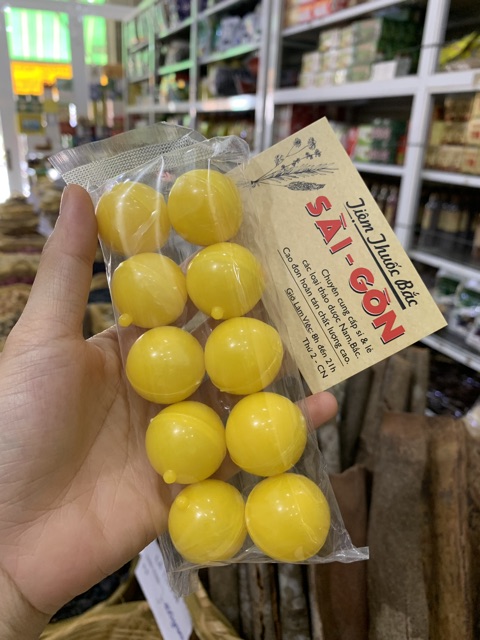 Tiệm Thuốc Bắc
SÀI-GÒN
Chuyên cung cấp sỉ & lẻ
các loại thảo dược Nam, Bắc.
Cao đơn hoàn tán chất lượng cao.
Giờ Làm Việc: 8h đến 21h
Thứ 2 - CN